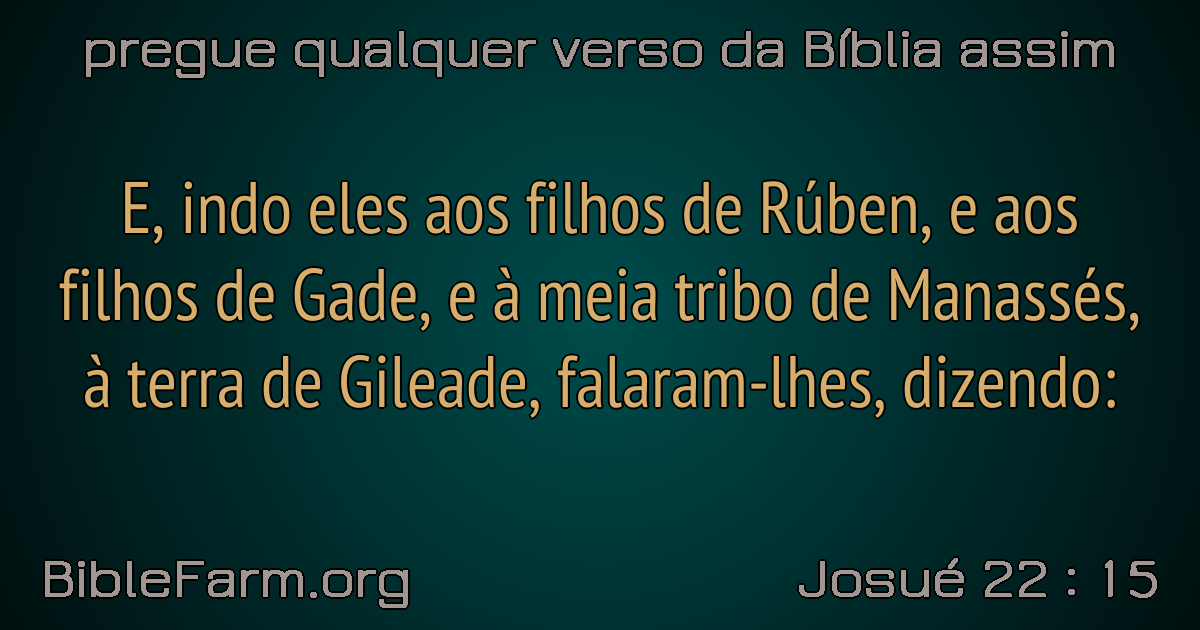 pregue qualquer verso da Bíblia assim
E, indo eles aos filhos de Rúben, e aos
filhos de Gade, e à meia tribo de Manassés,
à terra de Gileade, falaram-lhes, dizendo:
BibleFarm.org
Josué 22 : 15